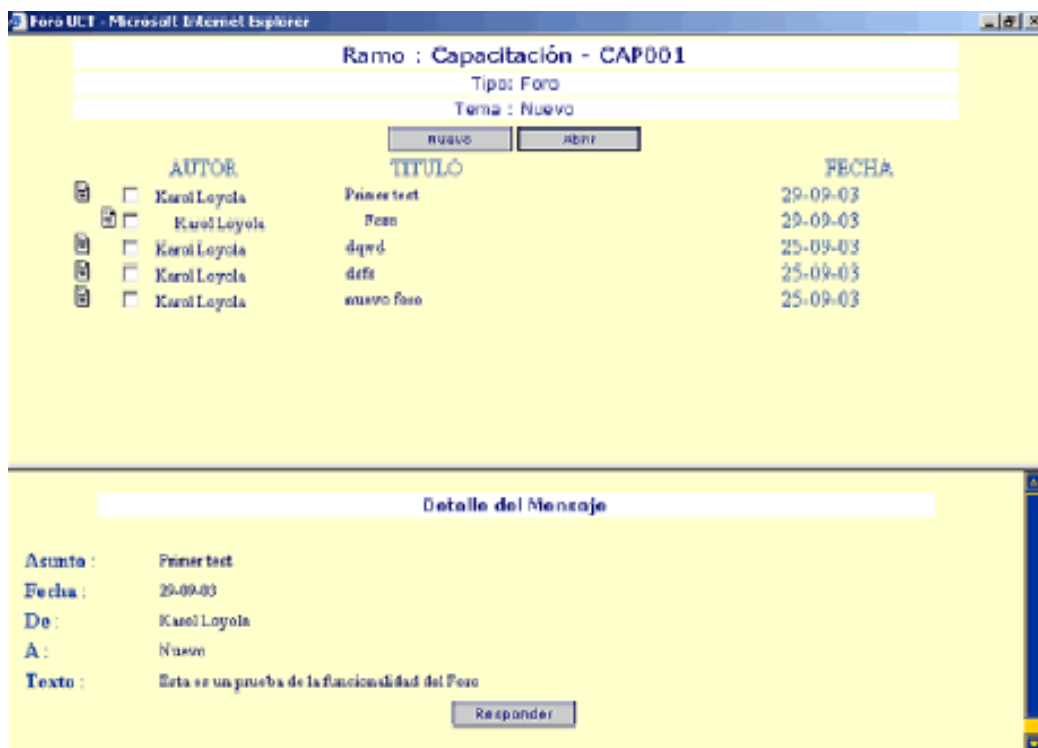 Foro UCT - Microsoft Internet Explorer
Ramo : Capacitación - CAP001
Tipo: Foro
Tema : Nuevo
Nuevo Abrir
AUTOR TITULO FECHA
Karol Loyola Primer test 29-09-03
Karol Loyola Foro 29-09-03
Karol Loyola dqwd 25-09-03
Karol Loyola 25-09-03
Karol Loyola nuevo foro 25-09-03
Detalle del Mensaje
Asunto : Primer test
Fecha : 29-09-03
De : Karol Loyola
A : Nuevo
Texto : Esta es un prueba de la funcionalidad del Foro
Responder